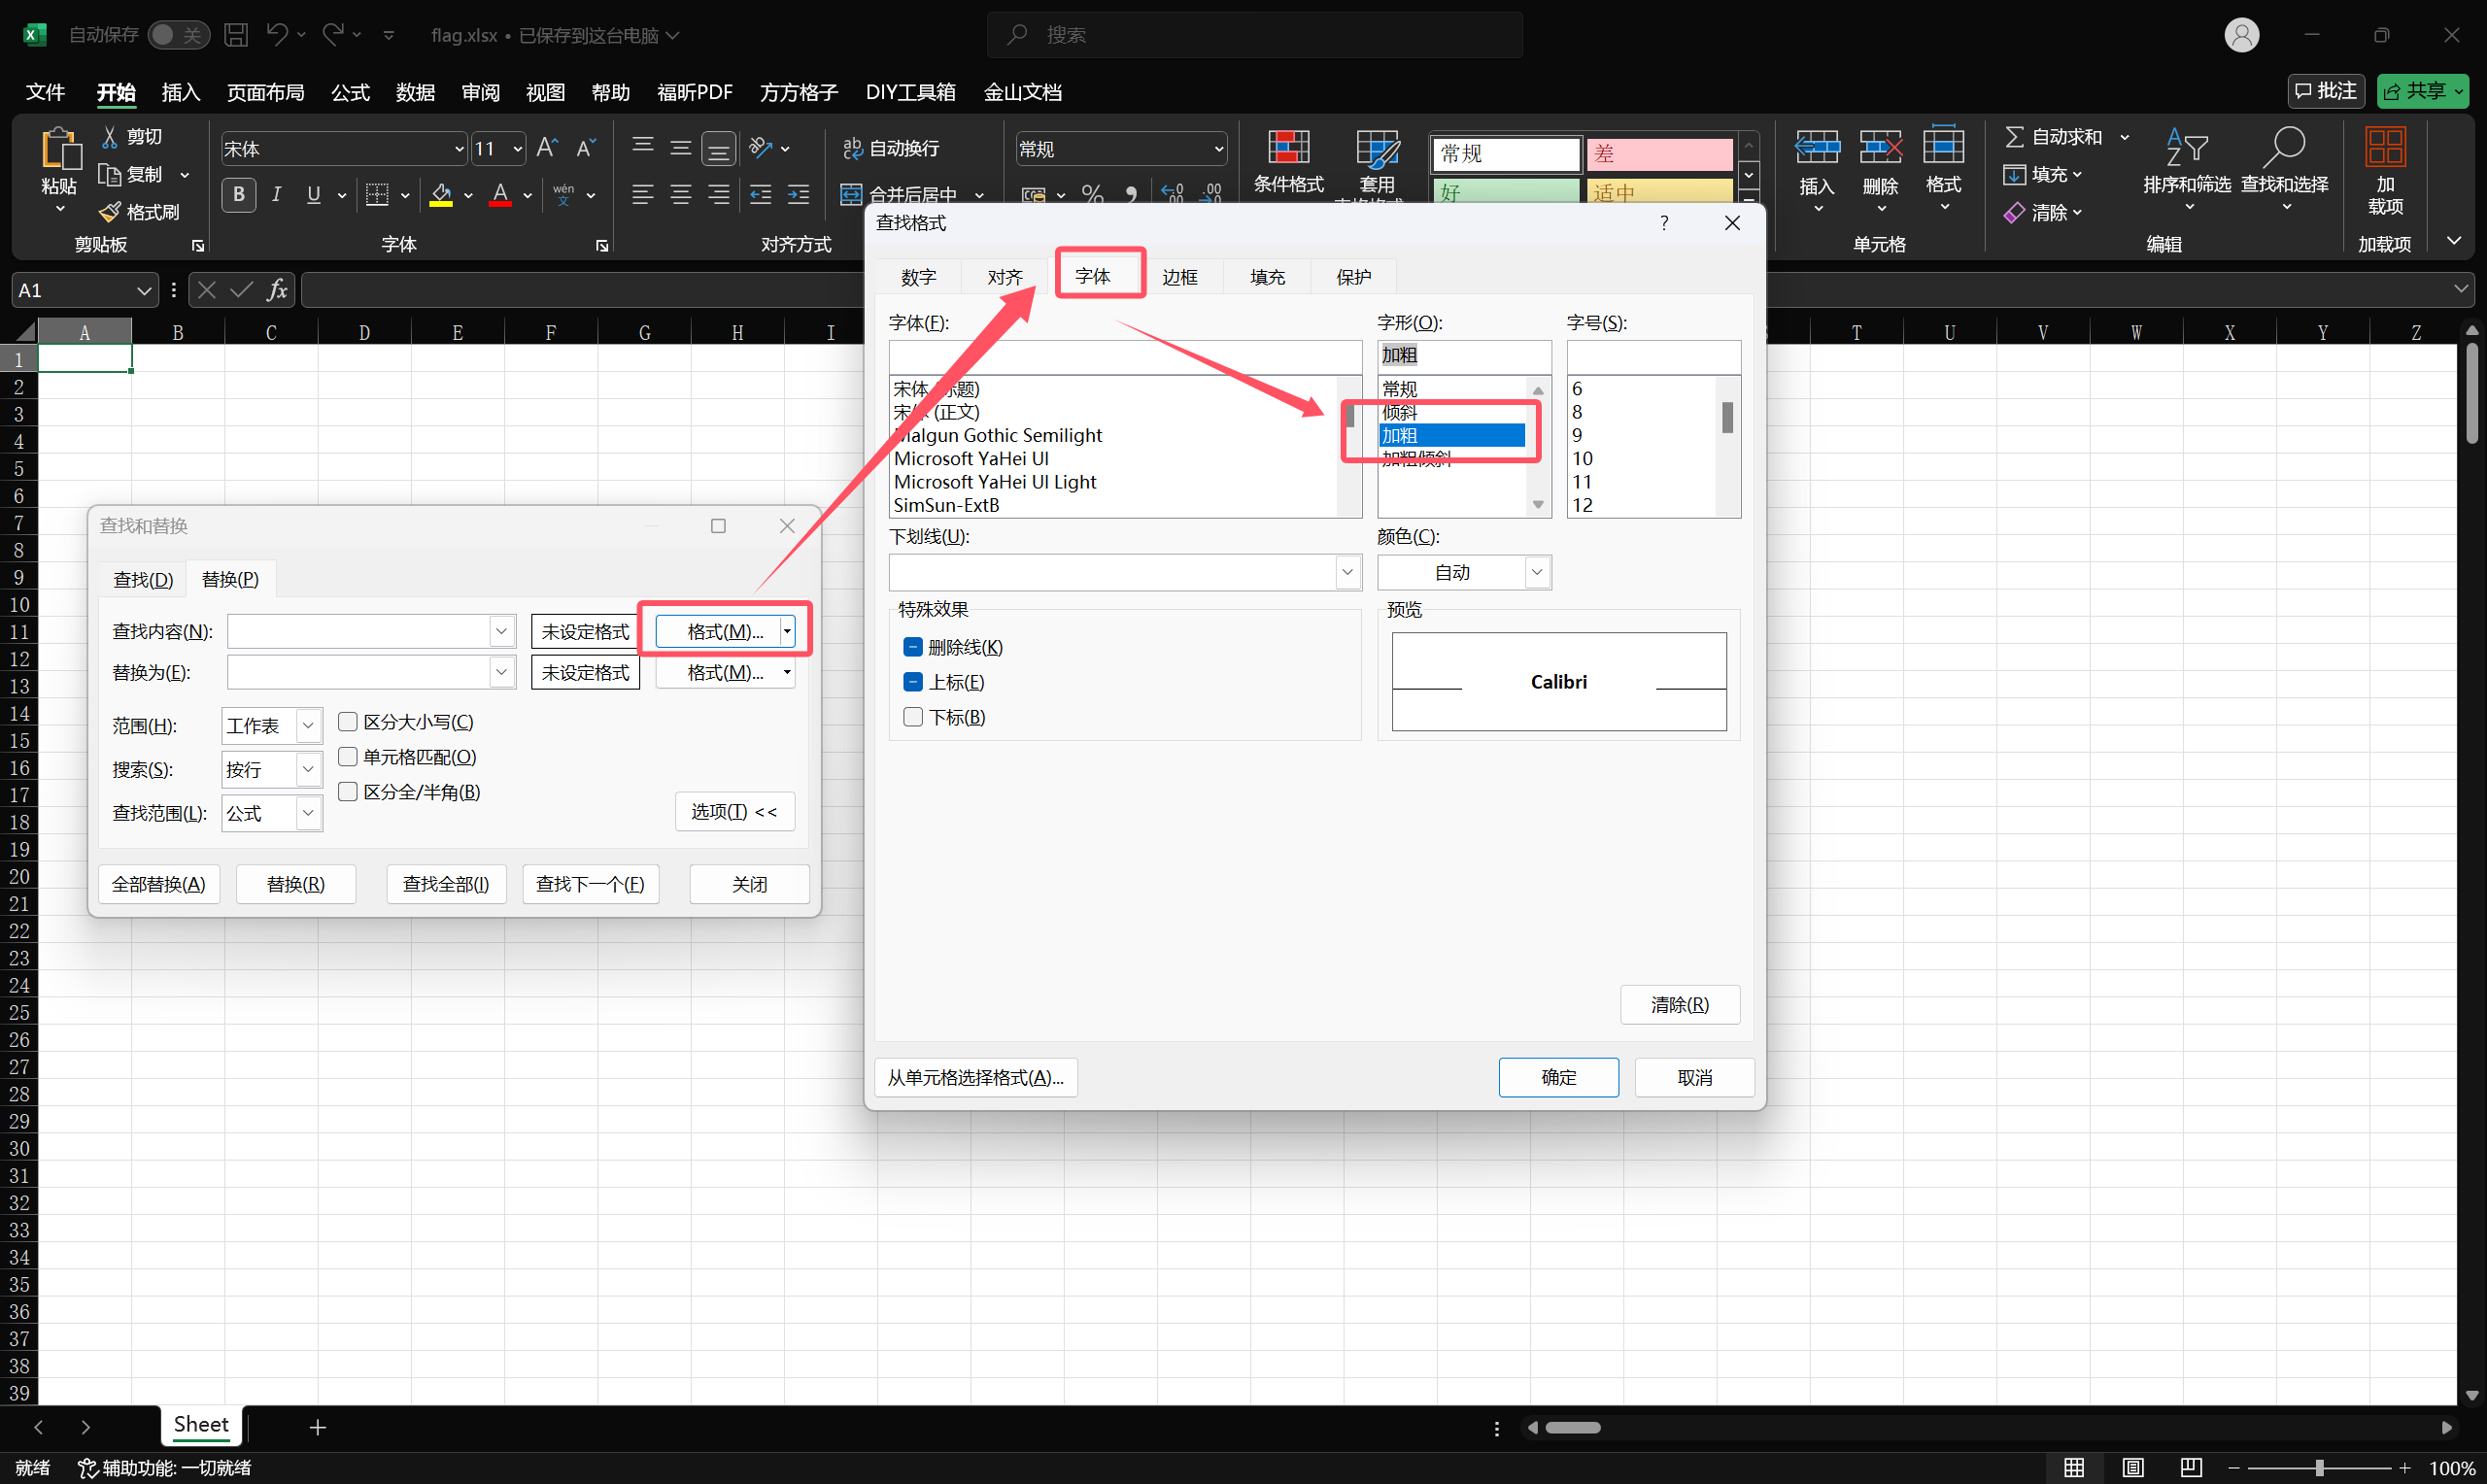 自动保存 关 flag.xlsx • 已保存到这台电脑 搜索
文件 开始 插入 页面布局 公式 数据 审阅 视图 帮助 福昕PDF 方方格子 DIY工具箱 金山文档 批注 共享
粘贴 剪切 复制 格式刷 剪贴板
宋体 11 B I U wén 文 字体
ab 自动换行 合并后居中 对齐方式
常规 % 条件格式 套用
常规 差 好 适中
插入 删除 格式 单元格
自动求和 填充 清除 排序和筛选 查找和选择 编辑
加载项 加载项
A1 fx
A B C D E F G H I T U V W X Y Z
1
2
3
4
5
6
7
8
9
10
11
12
13
14
15
16
17
18
19
20
21
22
23
24
25
26
27
28
29
30
31
32
33
34
35
36
37
38
39
查找和替换
查找(D) 替换(P)
查找内容(N): 未设定格式 格式(M)...
替换为(E): 未设定格式 格式(M)...
范围(H): 工作表 区分大小写(C)
搜索(S): 按行 单元格匹配(O)
查找范围(L): 公式 区分全/半角(B)
选项(T) <<
全部替换(A) 替换(R) 查找全部(I) 查找下一个(F) 关闭
查找格式 ?
数字 对齐 字体 边框 填充 保护
字体(F): 字形(O): 字号(S):
加粗
宋体 (标题) 常规 6
宋体 (正文) 倾斜 8
Malgun Gothic Semilight 加粗 9
Microsoft YaHei UI 加粗倾斜 10
Microsoft YaHei UI Light 11
SimSun-ExtB 12
下划线(U): 颜色(C):
自动
特殊效果 预览
删除线(K)
上标(E) Calibri
下标(B)
清除(R)
从单元格选择格式(A)... 确定 取消
Sheet
就绪 辅助功能: 一切就绪 100%